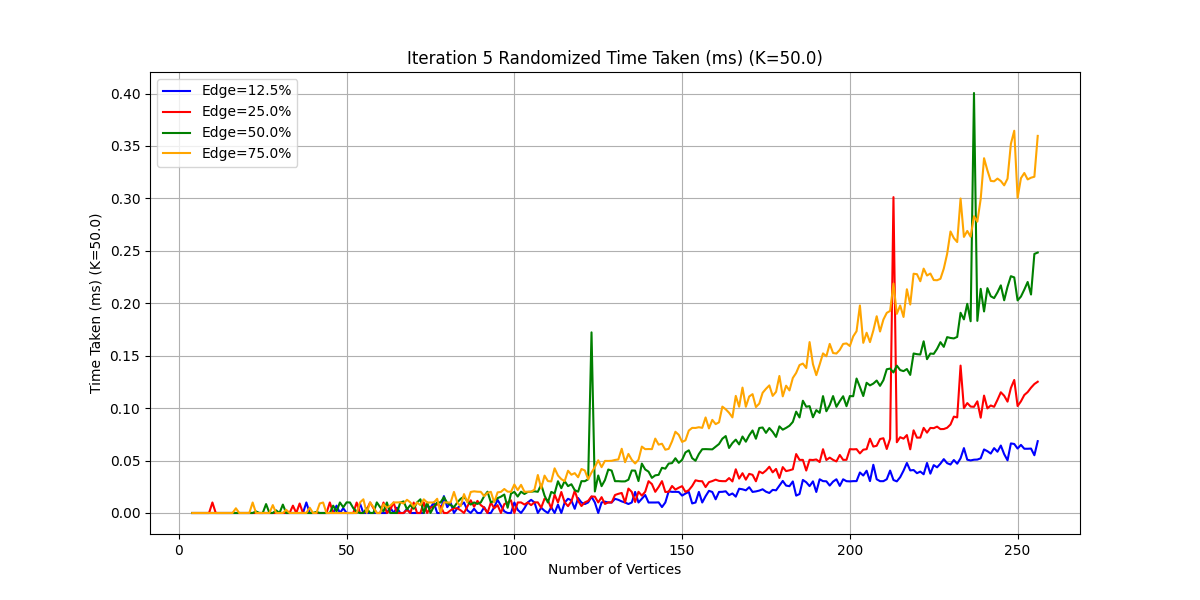 Iteration 5 Randomized Time Taken (ms) (K=50.0)
Edge=12.5%
Edge=25.0%
Edge=50.0%
Edge=75.0%
Time Taken (ms) (K=50.0)
0.40
0.35
0.30
0.25
0.20
0.15
0.10
0.05
0.00
0 50 100 150 200 250
Number of Vertices